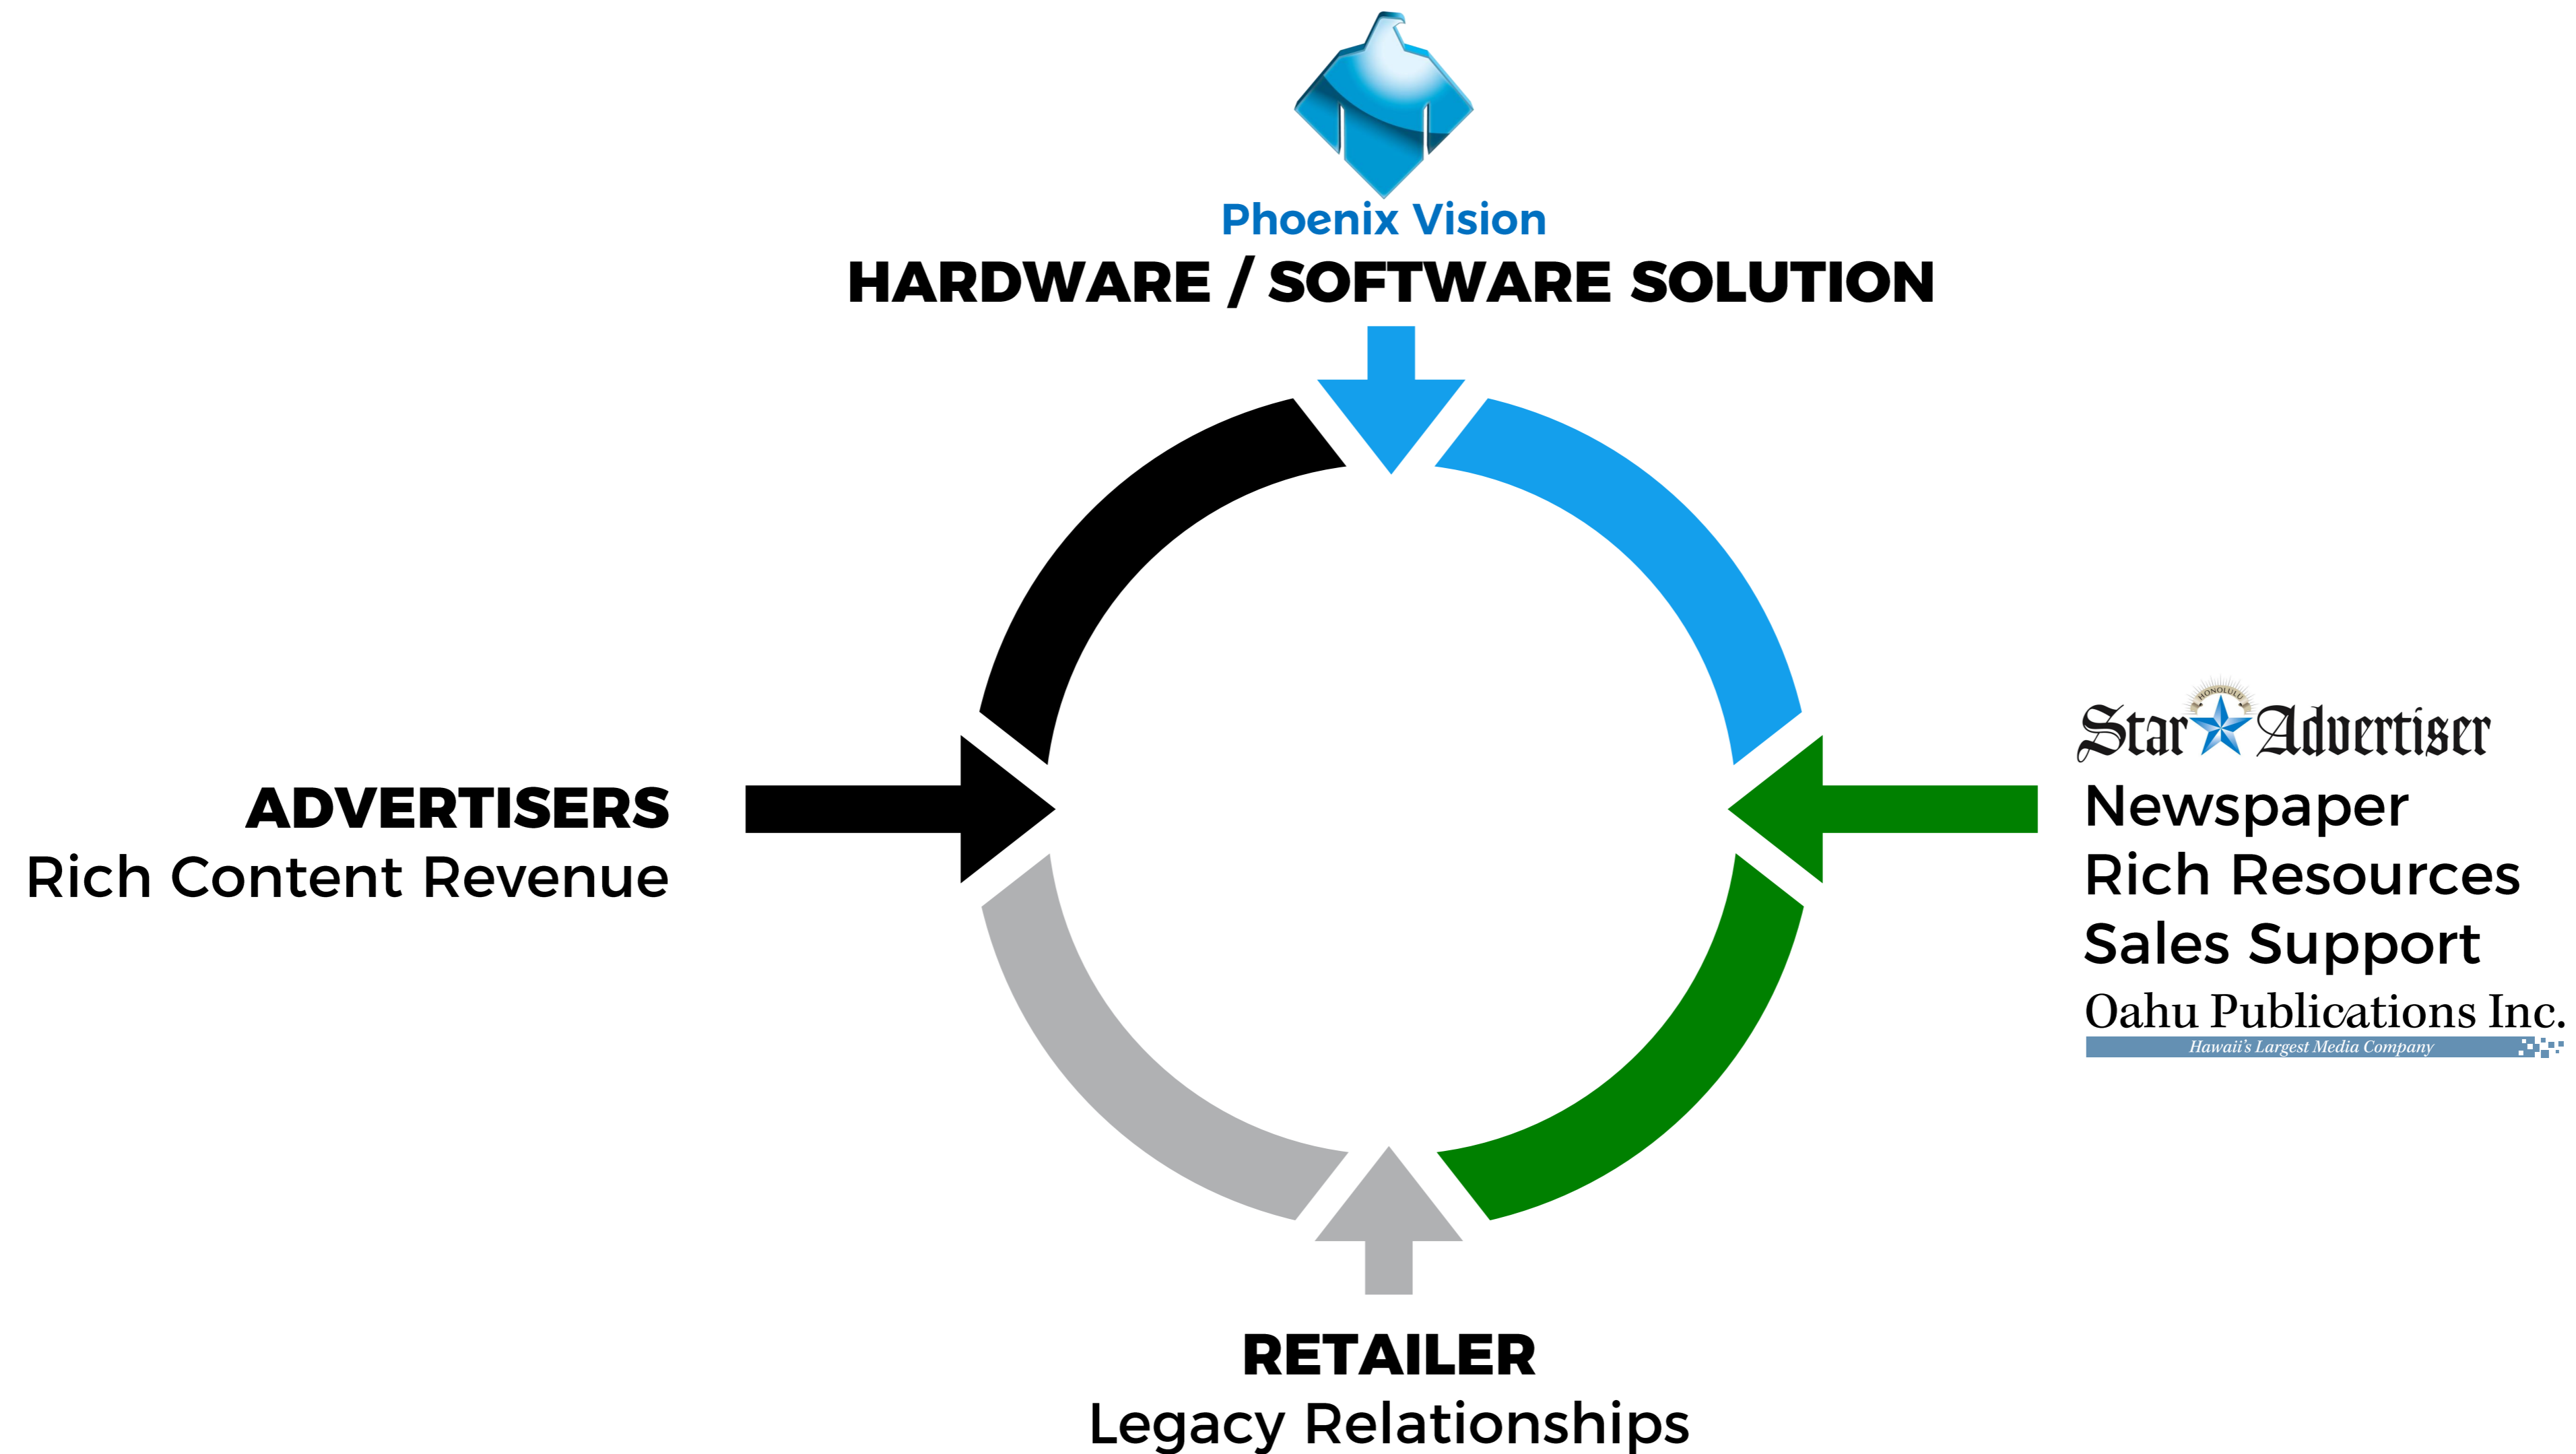 Phoenix Vision
HARDWARE / SOFTWARE SOLUTION
ADVERTISERS
Rich Content Revenue
HONOLULU
Star Advertiser
Newspaper
Rich Resources
Sales Support
Oahu Publications Inc.
Hawaii's Largest Media Company
RETAILER
Legacy Relationships